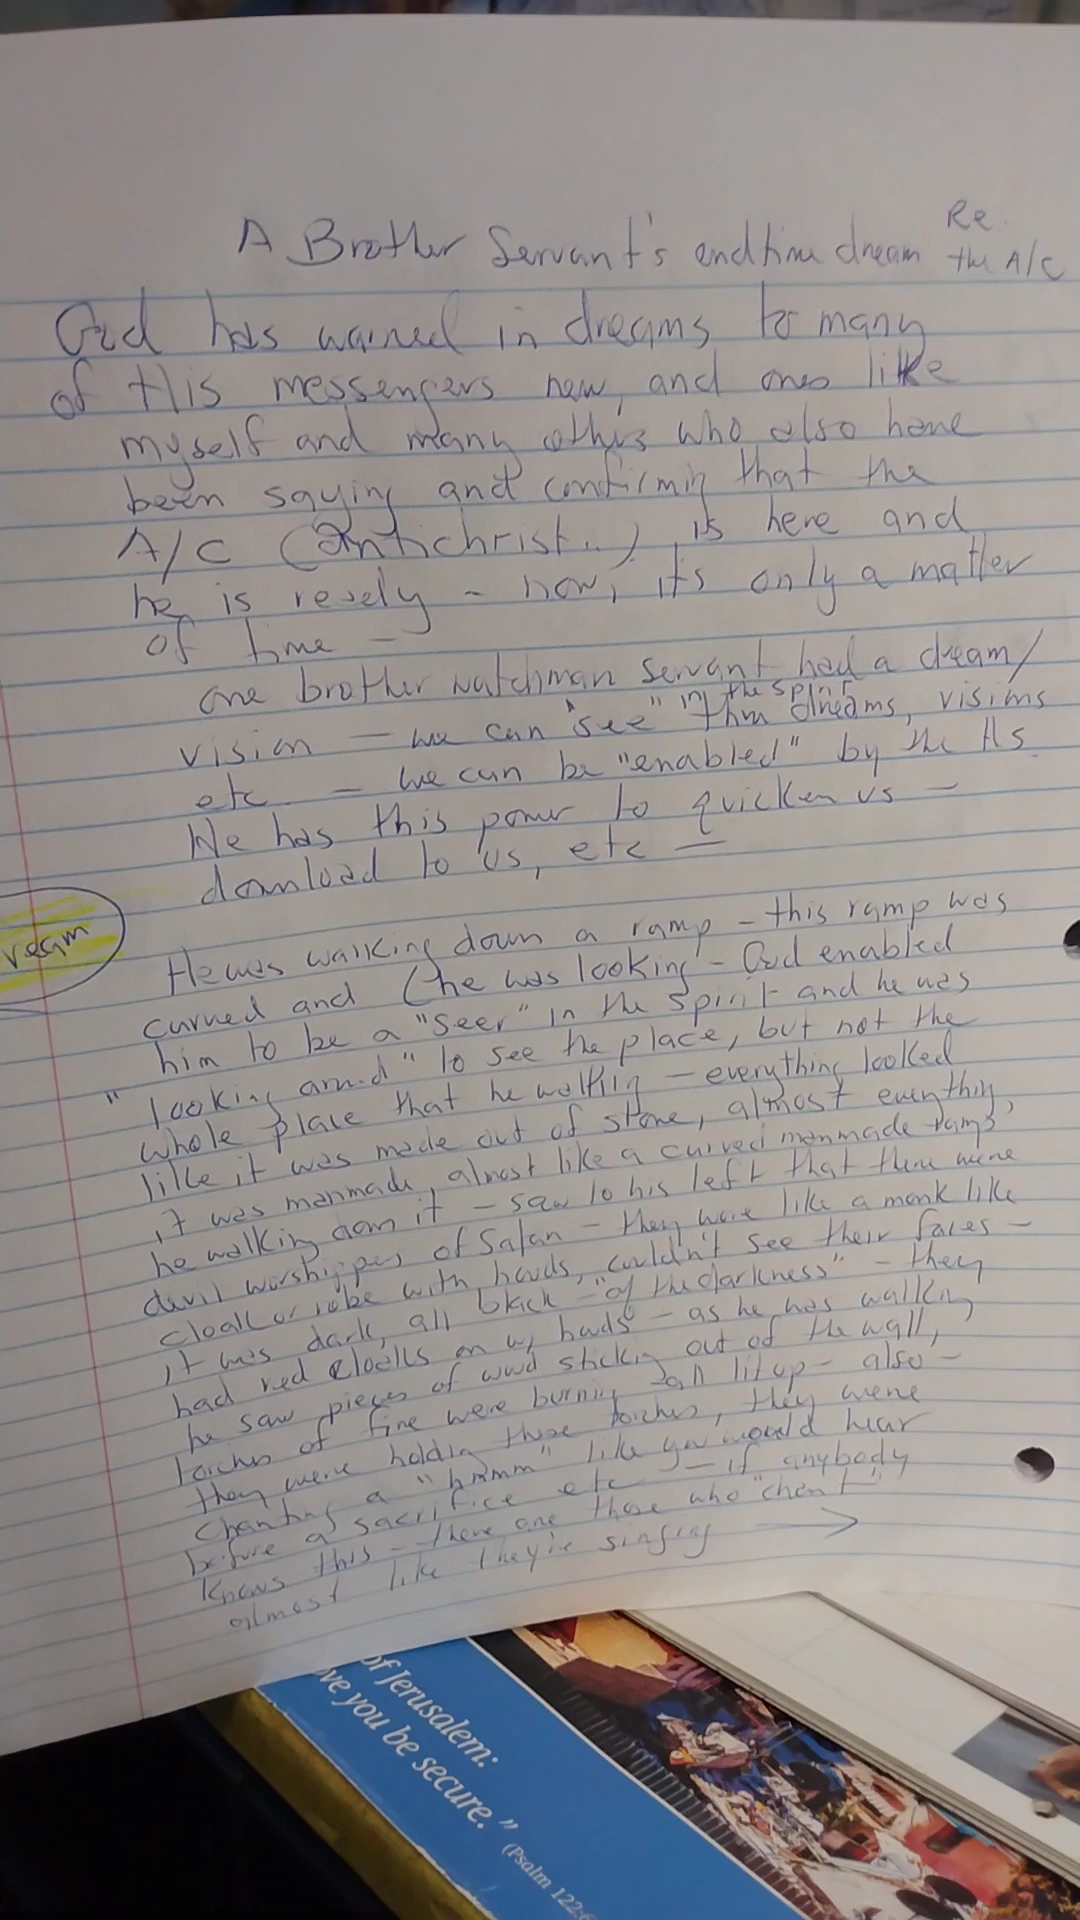 Re:
A Brother Servant's endtime dream the A/C
God has warned in dreams to many
of His messengers now, and ones like
myself and many others who also have
been saying and confirming that the
A/C (Antichrist..), is here and
he is ready - now, it's only a matter
of time -
one brother watchman servant had a dream/
vision - we can "see" in the spirit thru dreams, visions
etc. - we can be "enabled" by the HS.
He has this power to quicken us -
download to us, etc -
ream
He was walking down a ramp - this ramp was
curved and (he was looking - God enabled
him to be a "seer" in the spirit and he was
"looking around" to see the place, but not the
whole place that he walking - everything looked
like it was made out of stone, almost everything,
it was manmade, almost like a curved manmade ramp
he walking down it - saw to his left that there were
devil worshippers of Satan - they were like a monk like
cloak or robe with hoods, couldn't see their faces -
it was dark, all black - "of the darkness" - they
had red cloaks on w/ hoods - as he was walking
he saw pieces of wood sticking out of the wall,
torches of fire were burning all lit up - also -
they were holding these torches, they were
chanting a "hmmm" like you would hear
before a sacrifice etc - if anybody
knows this - there are those who "chant"
almost like they're singing
of Jerusalem:
ve you be secure."
(Psalm 122:6